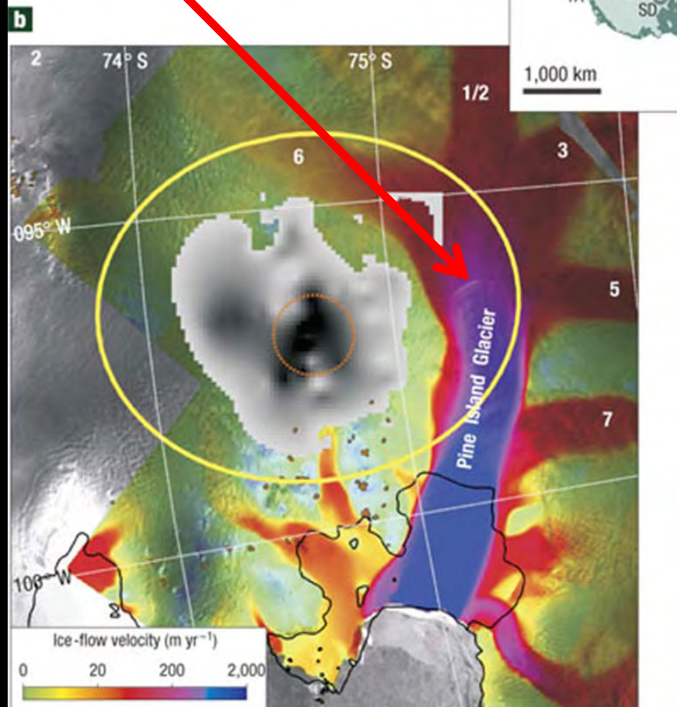 b
SD
1,000 km
2
74° S
75° S
1/2
3
6
095° W
5
Pine Island Glacier
7
100° W
Ice-flow velocity (m yr⁻¹)
0 20 200 2,000